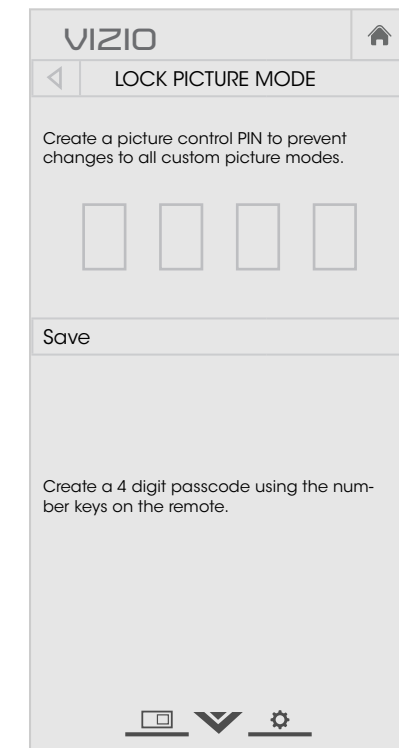 VIZIO
LOCK PICTURE MODE
Create a picture control PIN to prevent
changes to all custom picture modes.
Save
Create a 4 digit passcode using the num-
ber keys on the remote.